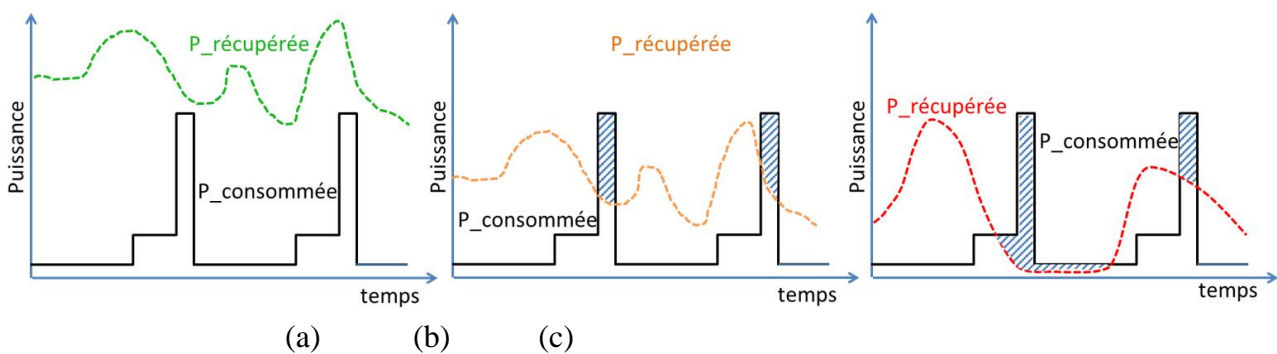 Puissance
P_récupérée
P_consommée
temps
Puissance
P_récupérée
P_consommée
temps
Puissance
P_récupérée
P_consommée
temps
(a) (b) (c)